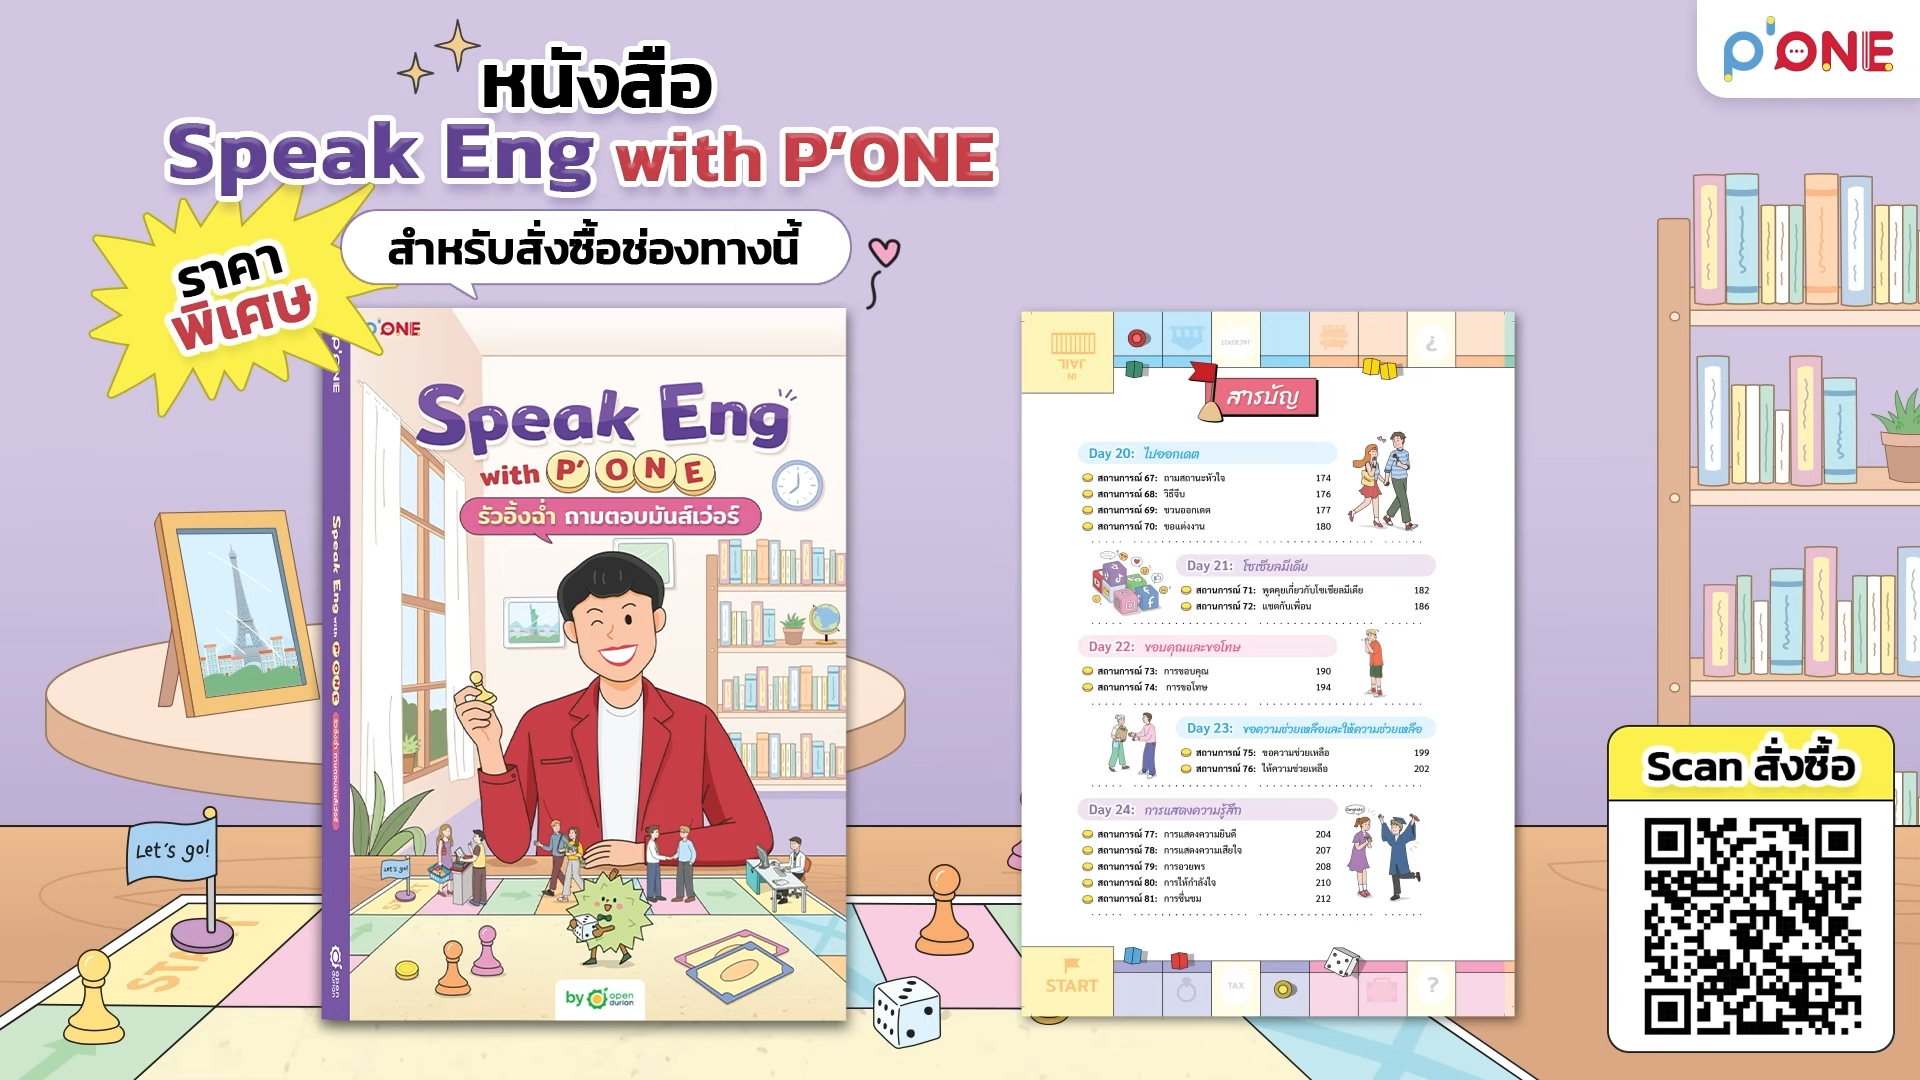 P'ONE
หนังสือ
Speak Eng with P'ONE
สำหรับสั่งซื้อช่องทางนี้
ราคา
พิเศษ
P'ONE
Speak Eng
with P'ONE
รัวอิ้งฉ่ำ ถามตอบมันส์เว่อร์
Let's go!
START
by open durian
P'ONE
Speak Eng with P'ONE
open durian
Let's go!
START
IN JAIL
JACKPOT
?
สารบัญ
Day 20: ไปออกเดต
สถานการณ์ 67: ถามสถานะหัวใจ 174
สถานการณ์ 68: วิธีจีบ 176
สถานการณ์ 69: ชวนออกเดต 177
สถานการณ์ 70: ขอแต่งงาน 180
Day 21: โซเชียลมีเดีย
สถานการณ์ 71: พูดคุยเกี่ยวกับโซเชียลมีเดีย 182
สถานการณ์ 72: แชตกับเพื่อน 186
Day 22: ขอบคุณและขอโทษ
สถานการณ์ 73: การขอบคุณ 190
สถานการณ์ 74: การขอโทษ 194
Day 23: ขอความช่วยเหลือและให้ความช่วยเหลือ
สถานการณ์ 75: ขอความช่วยเหลือ 199
สถานการณ์ 76: ให้ความช่วยเหลือ 202
Day 24: การแสดงความรู้สึก
สถานการณ์ 77: การแสดงความยินดี 204
สถานการณ์ 78: การแสดงความเสียใจ 207
สถานการณ์ 79: การอวยพร 208
สถานการณ์ 80: การให้กำลังใจ 210
สถานการณ์ 81: การชื่นชม 212
START
TAX
?
Scan สั่งซื้อ